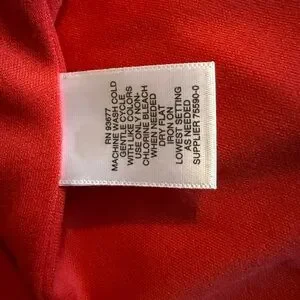 RN 93677
MACHINE WASH COLD
GENTLE CYCLE
WITH LIKE COLORS
USE ONLY NON-
CHLORINE BLEACH
WHEN NEEDED
DRY FLAT
IRON ON
LOWEST SETTING
AS NEEDED
SUPPLIER 75590-0